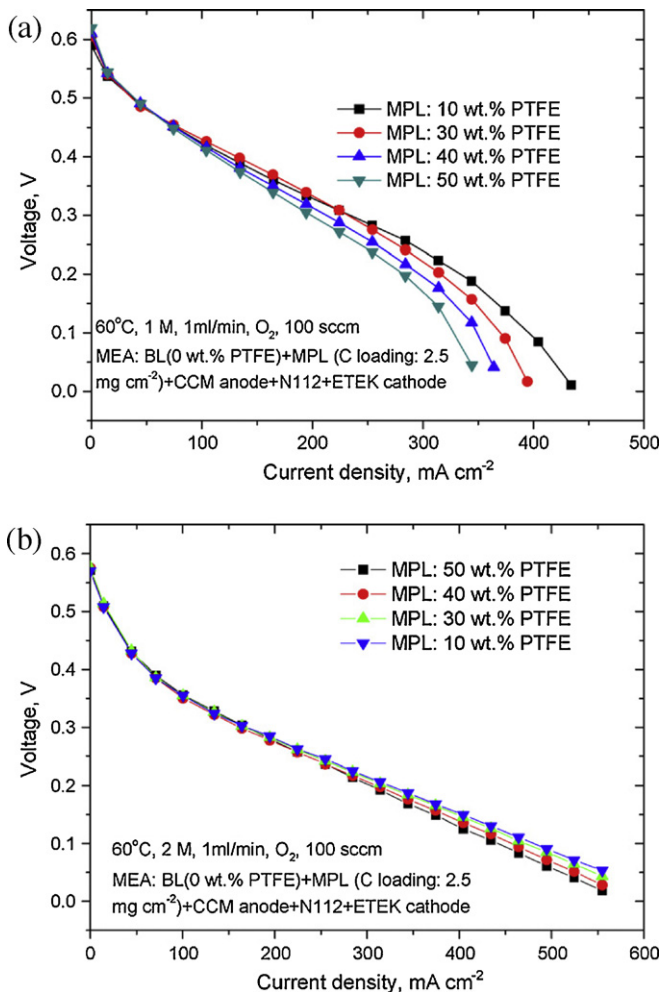 (a)
0.6
0.5
0.4
0.3
0.2
0.1
0.0
Voltage, V
MPL: 10 wt.% PTFE
MPL: 30 wt.% PTFE
MPL: 40 wt.% PTFE
MPL: 50 wt.% PTFE
60°C, 1 M, 1ml/min, O₂, 100 sccm
MEA: BL(0 wt.% PTFE)+MPL (C loading: 2.5
mg cm⁻²)+CCM anode+N112+ETEK cathode
0 100 200 300 400 500
Current density, mA cm⁻²
(b)
0.6
0.5
0.4
0.3
0.2
0.1
0.0
Voltage, V
MPL: 50 wt.% PTFE
MPL: 40 wt.% PTFE
MPL: 30 wt.% PTFE
MPL: 10 wt.% PTFE
60°C, 2 M, 1ml/min, O₂, 100 sccm
MEA: BL(0 wt.% PTFE)+MPL (C loading: 2.5
mg cm⁻²)+CCM anode+N112+ETEK cathode
0 100 200 300 400 500 600
Current density, mA cm⁻²